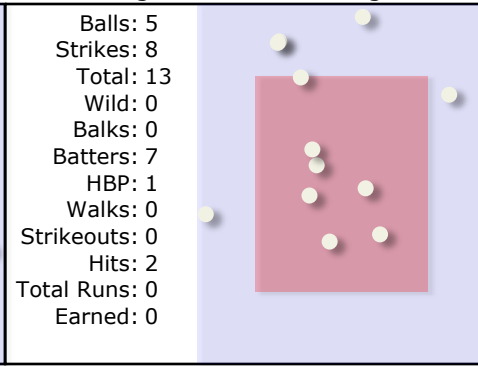 Balls: 5
Strikes: 8
Total: 13
Wild: 0
Balks: 0
Batters: 7
HBP: 1
Walks: 0
Strikeouts: 0
Hits: 2
Total Runs: 0
Earned: 0